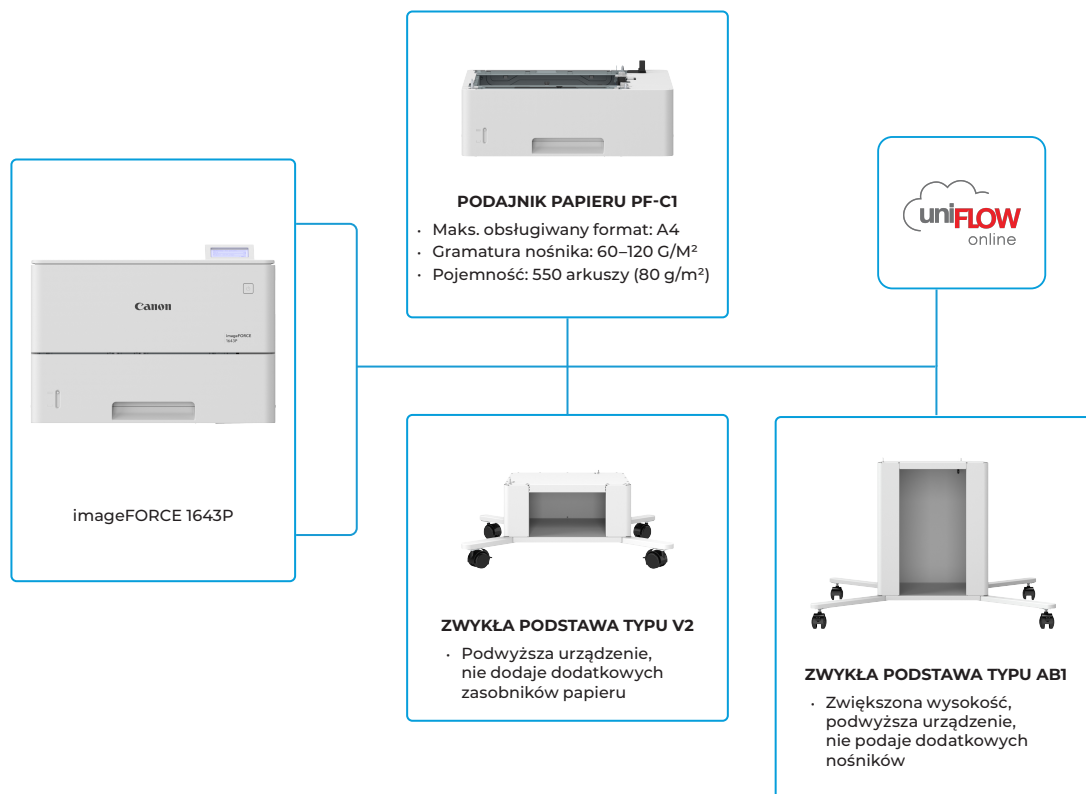 Canon
imageFORCE
1643P
imageFORCE 1643P
PODAJNIK PAPIERU PF-C1
· Maks. obsługiwany format: A4
· Gramatura nośnika: 60–120 G/M²
· Pojemność: 550 arkuszy (80 g/m²)
uniFLOW
online
ZWYKŁA PODSTAWA TYPU V2
· Podwyższa urządzenie,
nie dodaje dodatkowych
zasobników papieru
ZWYKŁA PODSTAWA TYPU AB1
· Zwiększona wysokość,
podwyższa urządzenie,
nie podaje dodatkowych
nośników